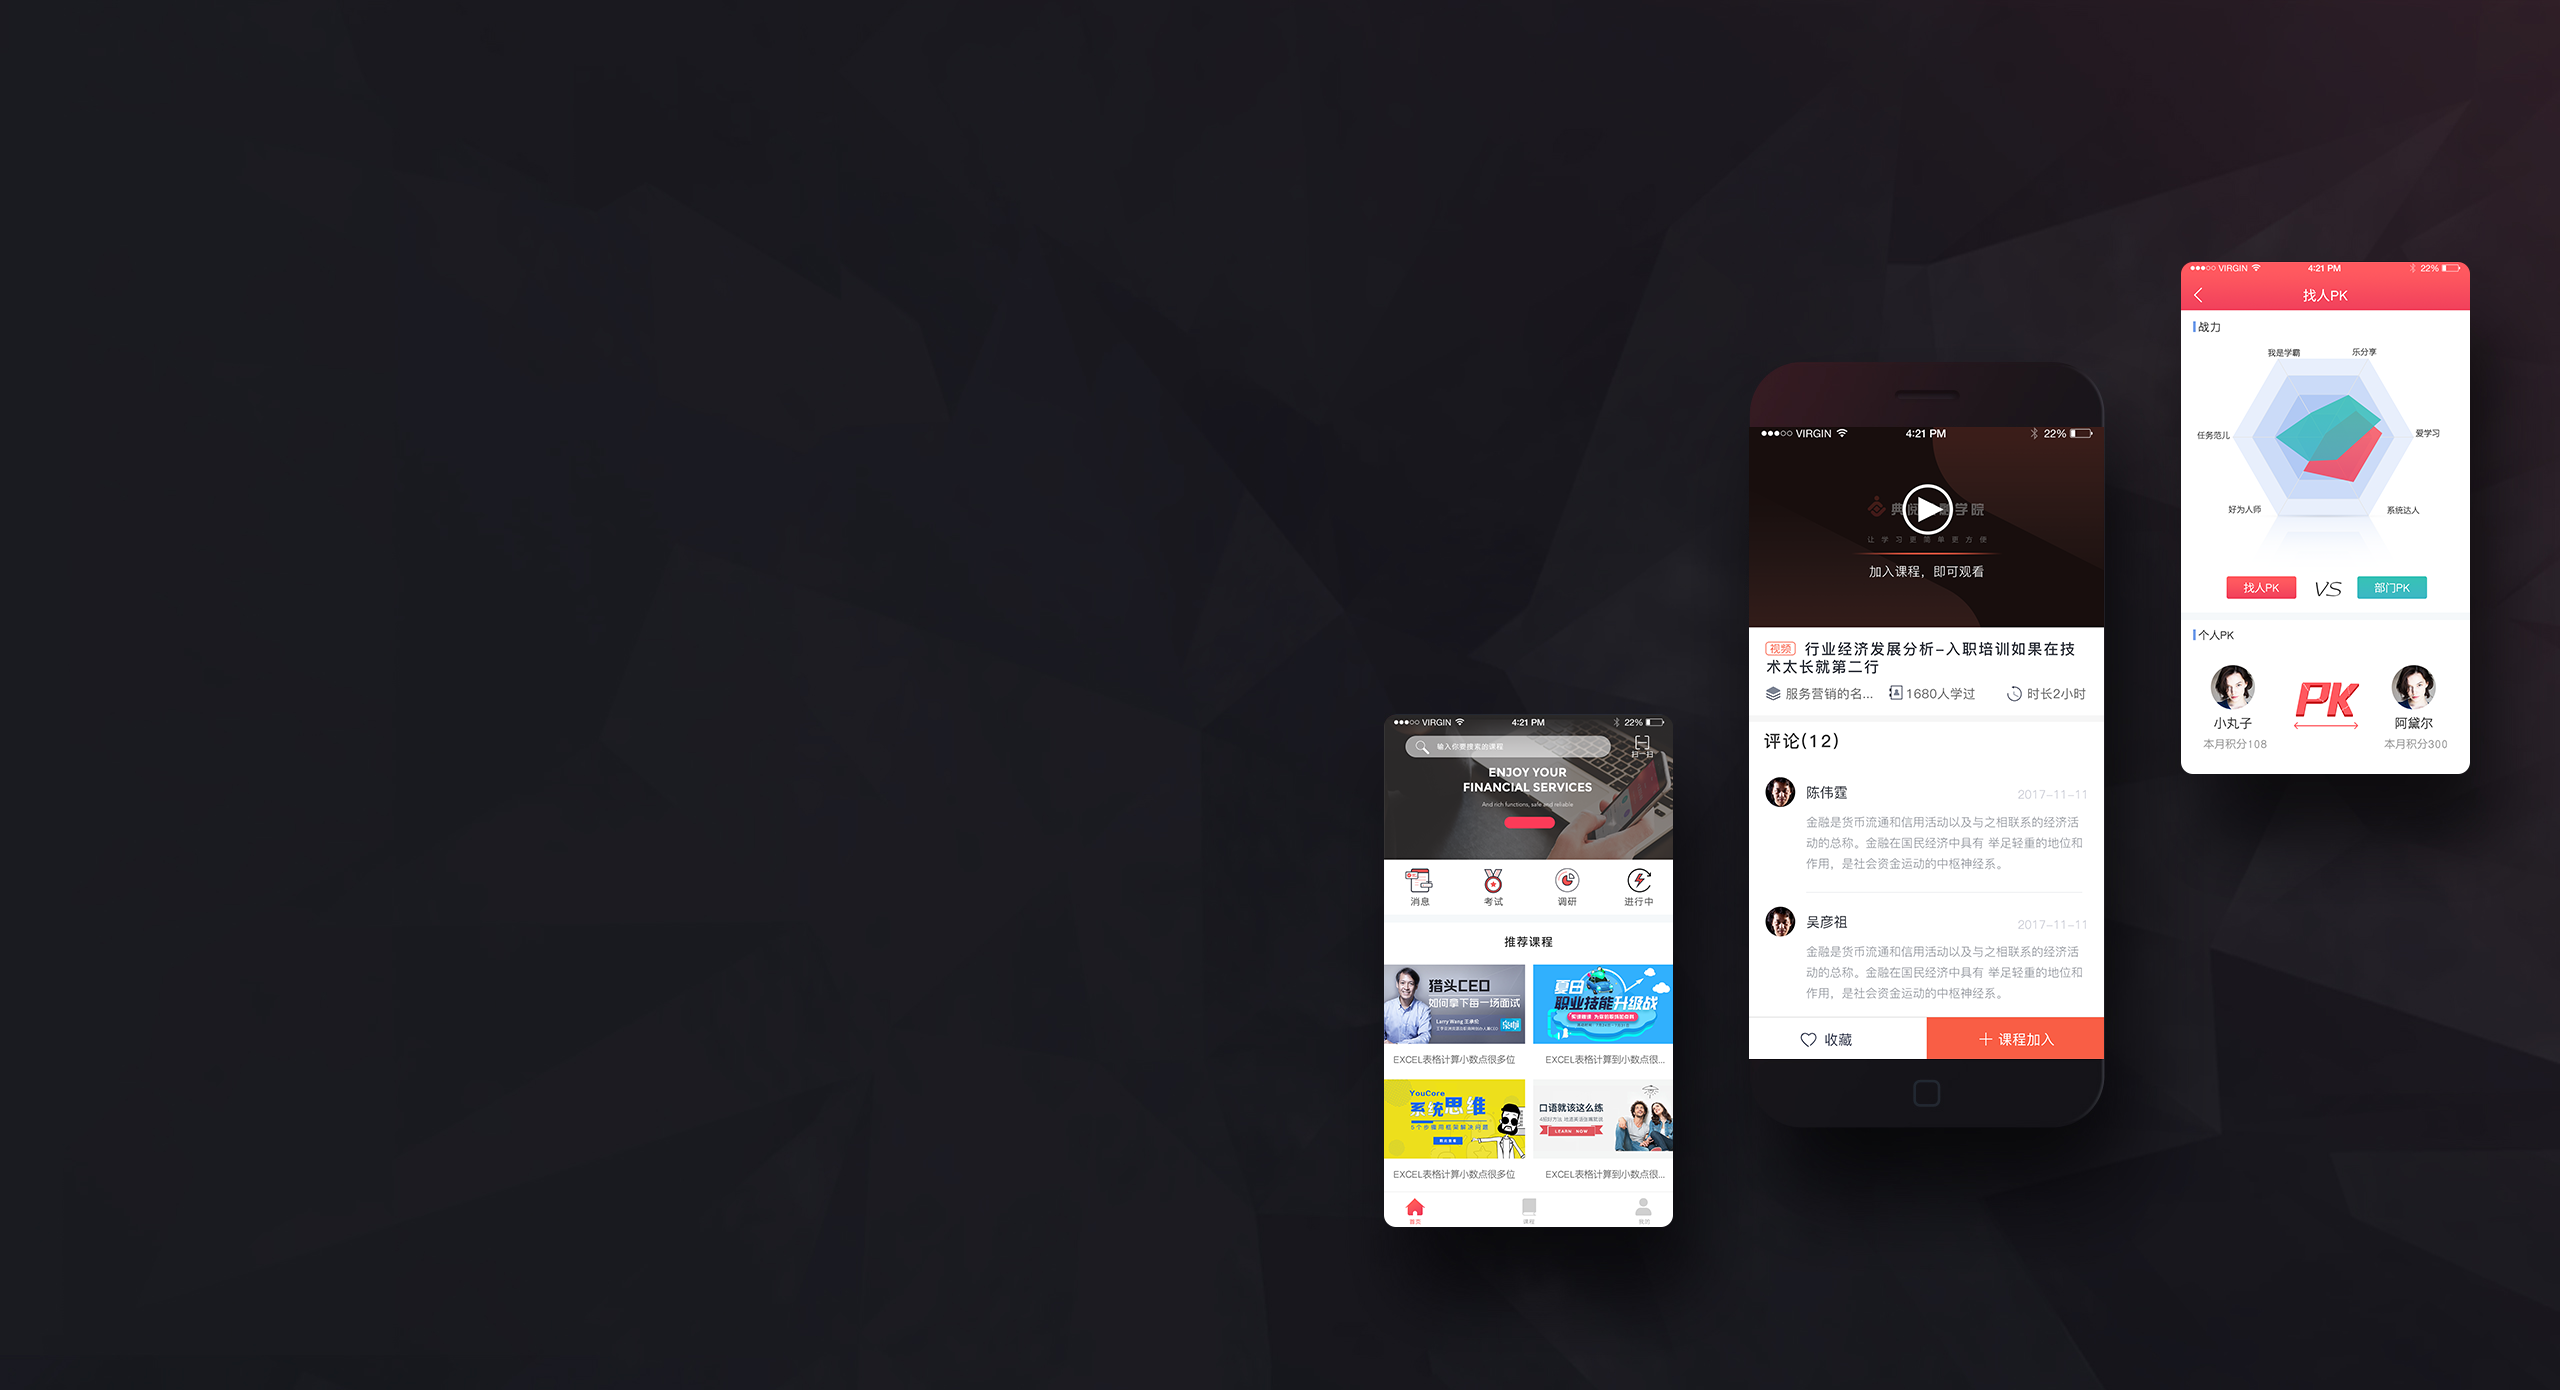 VIRGIN
4:21 PM
22%
输入你要搜索的课程
扫一扫
ENJOY YOUR
FINANCIAL SERVICES
And rich functions, safe and reliable
消息
考试
调研
进行中
推荐课程
猎头CEO
如何拿下每一场面试
Larry Wang 王承伦
夏日
职业技能升级战
EXCEL表格计算小数点很多位
EXCEL表格计算到小数点很...
YouCore
系统思维
5个步骤用框架解决问题
口语就该这么练
LEARN NOW
EXCEL表格计算小数点很多位
EXCEL表格计算到小数点很...
首页
课程
我的
VIRGIN
4:21 PM
22%
典阅 学院
让学习更简单更方便
加入课程，即可观看
视频 行业经济发展分析-入职培训如果在技
术太长就第二行
服务营销的名...
1680人学过
时长2小时
评论(12)
陈伟霆
2017-11-11
金融是货币流通和信用活动以及与之相联系的经济活
动的总称。金融在国民经济中具有 举足轻重的地位和
作用，是社会资金运动的中枢神经系。
吴彦祖
2017-11-11
金融是货币流通和信用活动以及与之相联系的经济活
动的总称。金融在国民经济中具有 举足轻重的地位和
作用，是社会资金运动的中枢神经系。
收藏
课程加入
VIRGIN
4:21 PM
22%
找人PK
战力
我是学霸
乐分享
任务范儿
爱学习
好为人师
系统达人
找人PK
VS
部门PK
个人PK
PK
小丸子
阿黛尔
本月积分108
本月积分300